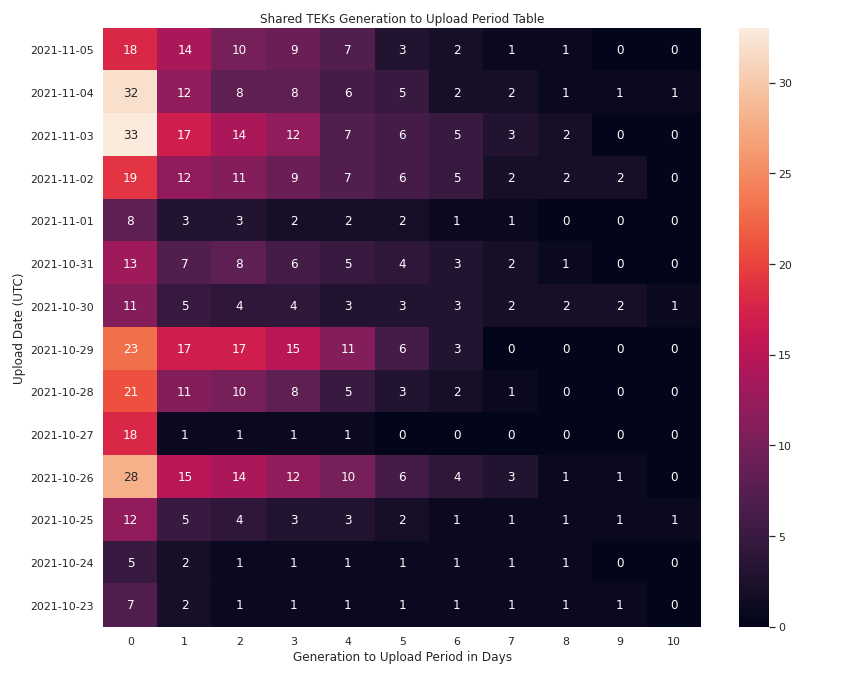 Shared TEKs Generation to Upload Period Table
Upload Date (UTC)
2021-11-05 18 14 10 9 7 3 2 1 1 0 0
2021-11-04 32 12 8 8 6 5 2 2 1 1 1
2021-11-03 33 17 14 12 7 6 5 3 2 0 0
2021-11-02 19 12 11 9 7 6 5 2 2 2 0
2021-11-01 8 3 3 2 2 2 1 1 0 0 0
2021-10-31 13 7 8 6 5 4 3 2 1 0 0
2021-10-30 11 5 4 4 3 3 3 2 2 2 1
2021-10-29 23 17 17 15 11 6 3 0 0 0 0
2021-10-28 21 11 10 8 5 3 2 1 0 0 0
2021-10-27 18 1 1 1 1 0 0 0 0 0 0
2021-10-26 28 15 14 12 10 6 4 3 1 1 0
2021-10-25 12 5 4 3 3 2 1 1 1 1 1
2021-10-24 5 2 1 1 1 1 1 1 1 0 0
2021-10-23 7 2 1 1 1 1 1 1 1 1 0
0 1 2 3 4 5 6 7 8 9 10
Generation to Upload Period in Days
30
25
20
15
10
5
0